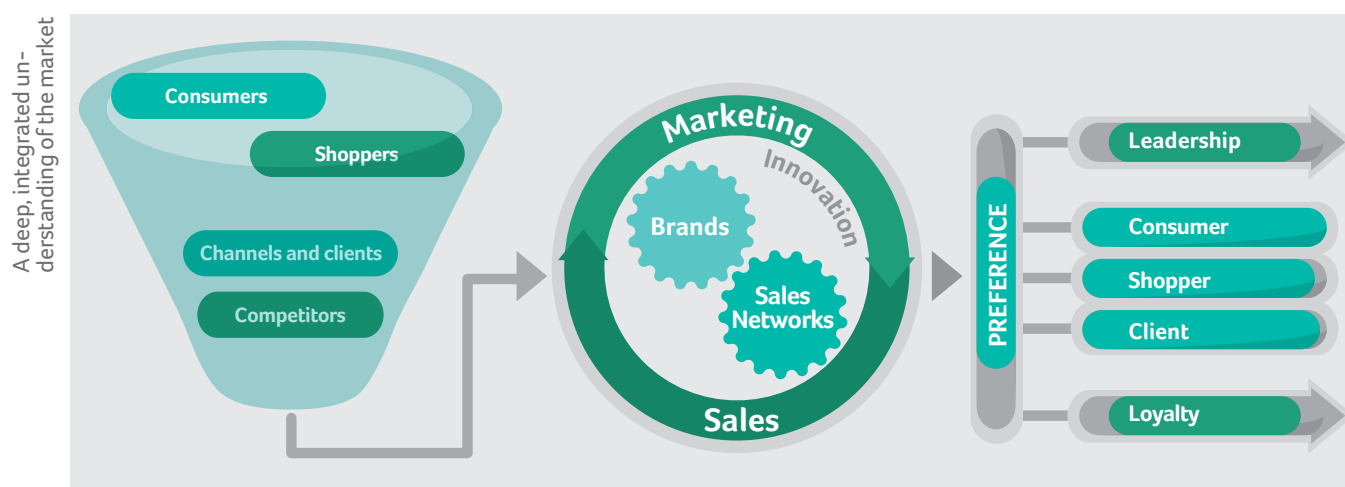 A deep, integrated un-
derstanding of the market
Consumers
Shoppers
Channels and clients
Competitors
Marketing
Innovation
Brands
Sales
Networks
Sales
PREFERENCE
Leadership
Consumer
Shopper
Client
Loyalty